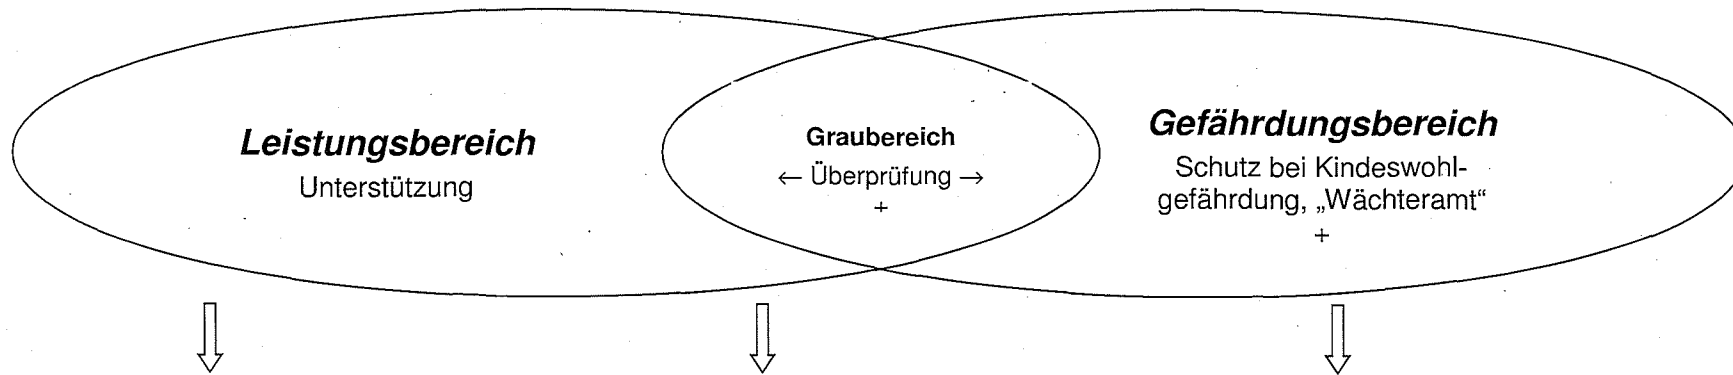 Leistungsbereich
Unterstützung
Graubereich
← Überprüfung →
+
Gefährdungsbereich
Schutz bei Kindeswohl-
gefährdung, „Wächteramt“
+